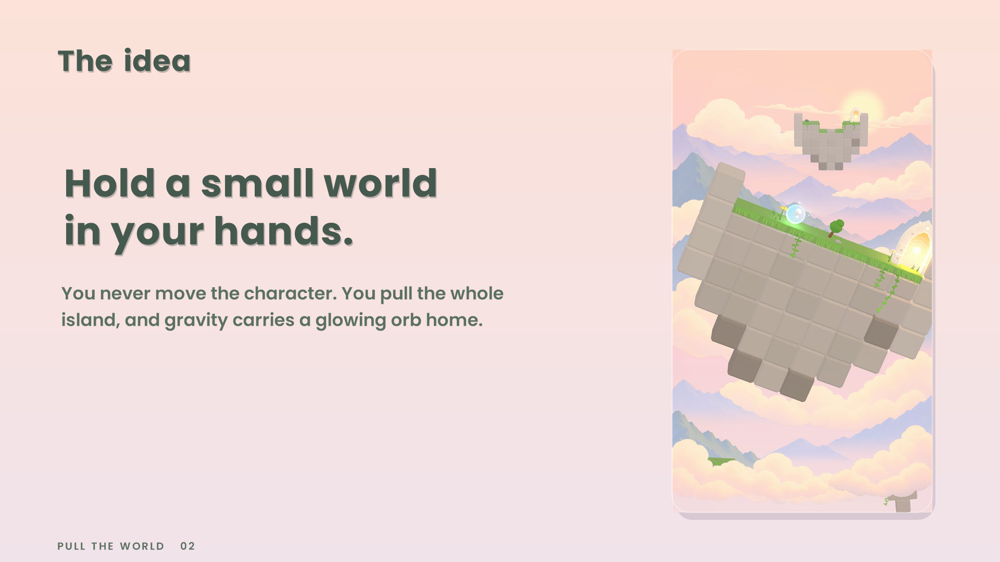 The idea
Hold a small world
in your hands.
You never move the character. You pull the whole
island, and gravity carries a glowing orb home.
PULL THE WORLD 02